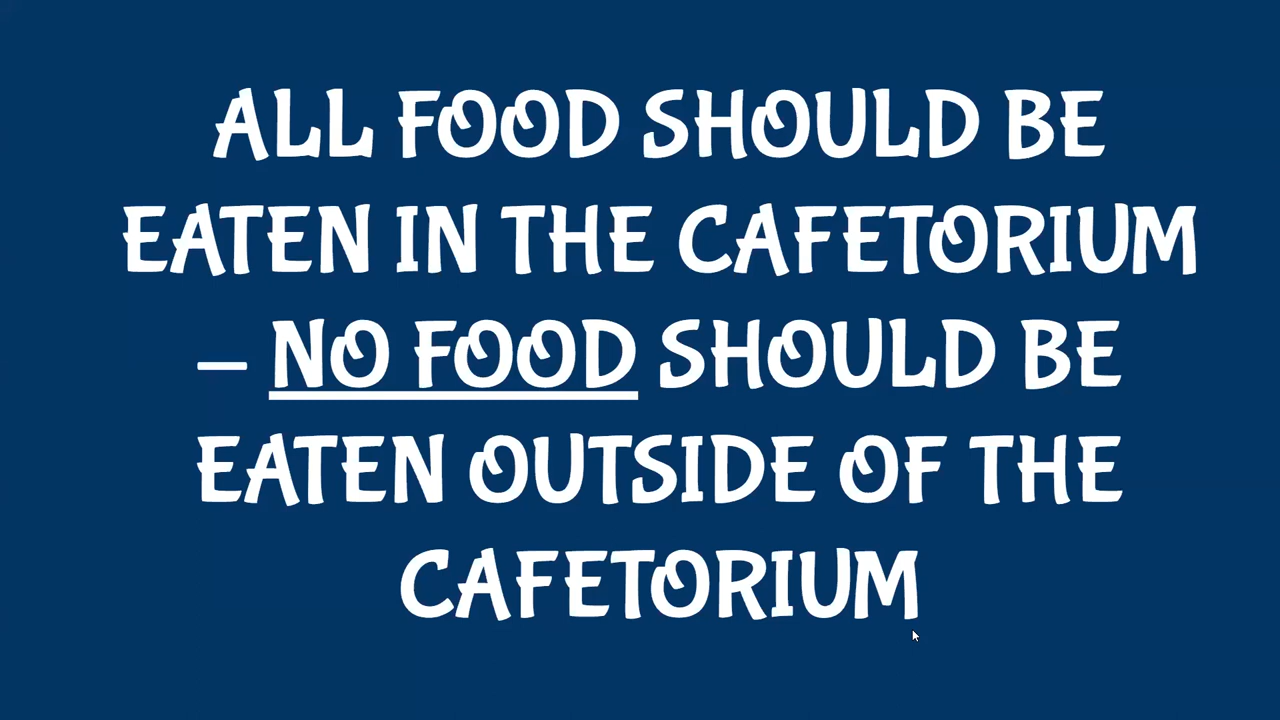 ALL FOOD SHOULD BE
EATEN IN THE CAFETORIUM
– NO FOOD SHOULD BE
EATEN OUTSIDE OF THE
CAFETORIUM